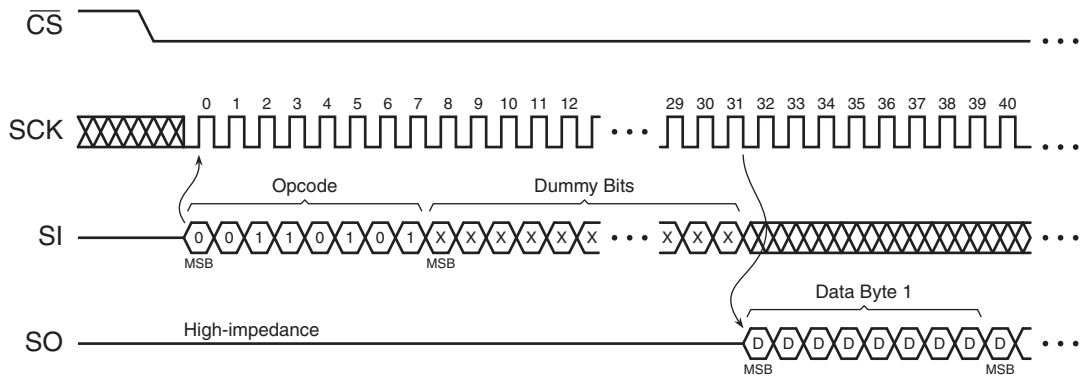 CS
0 1 2 3 4 5 6 7 8 9 10 11 12 29 30 31 32 33 34 35 36 37 38 39 40
SCK
Opcode Dummy Bits
SI 0 0 1 1 0 1 0 1 X X X X X X X X X
MSB MSB
Data Byte 1
High-impedance
SO D D D D D D D D D
MSB MSB